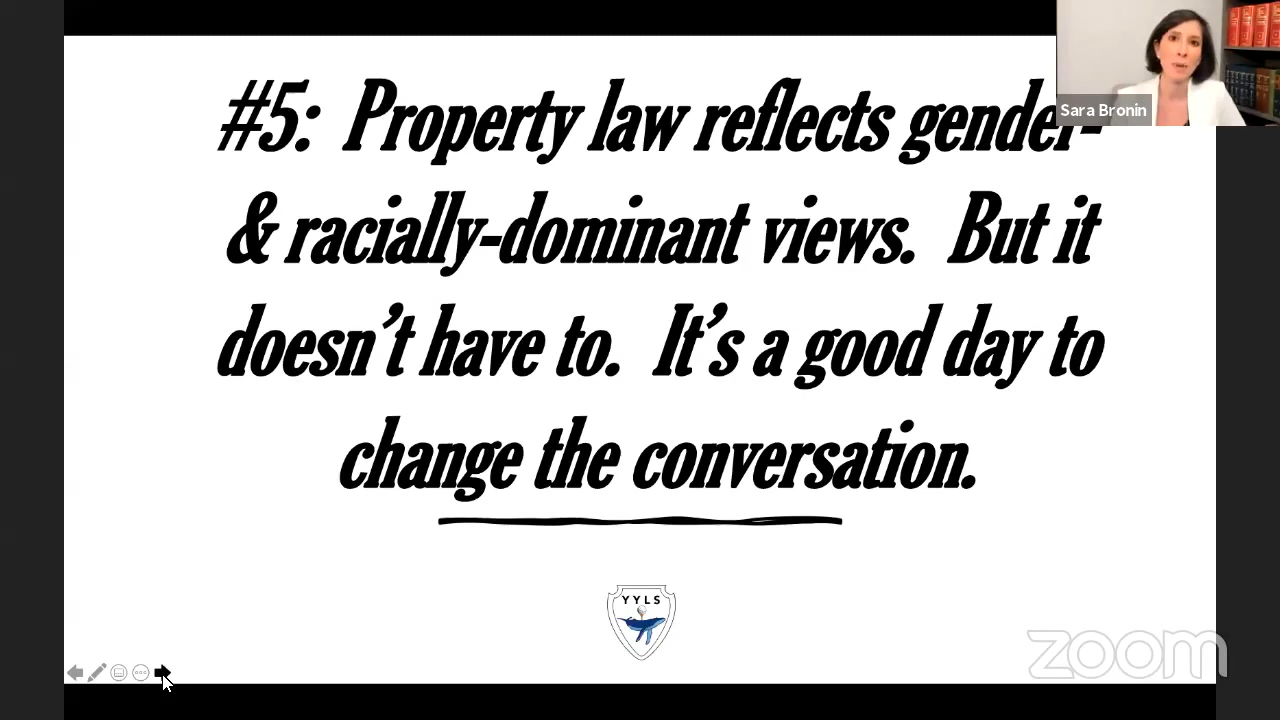 #5:  Property law reflects gender-
& racially-dominant views.  But it
doesn't have to.  It's a good day to
change the conversation.
Sara Bronin
YYLS
zoom